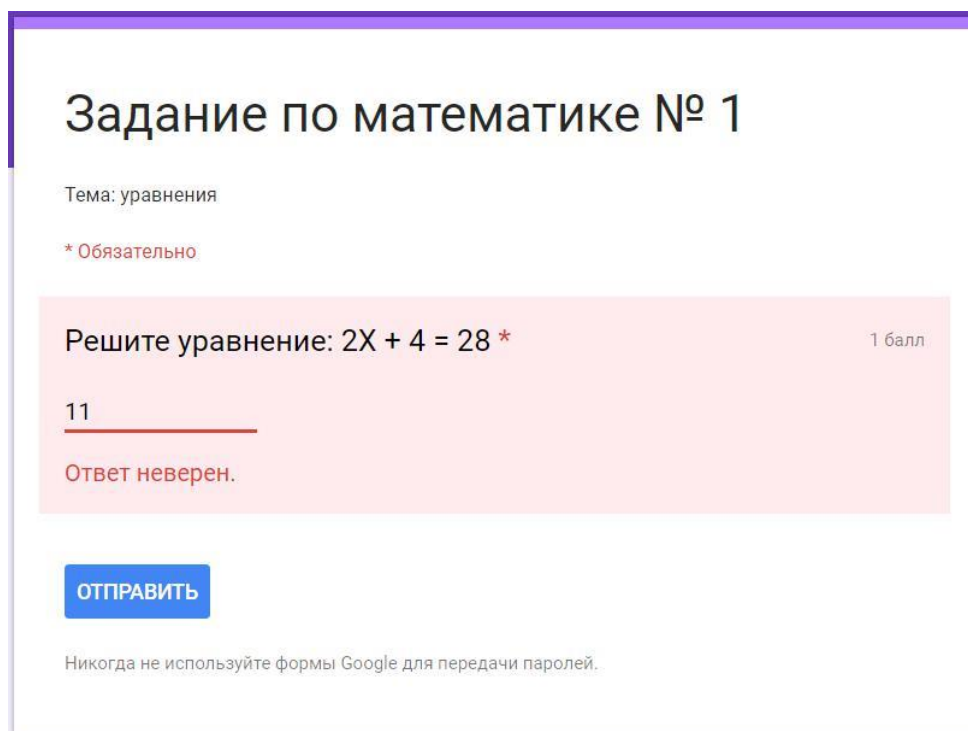 Задание по математике № 1
Тема: уравнения
* Обязательно
Решите уравнение: 2X + 4 = 28 *
1 балл
11
Ответ неверен.
ОТПРАВИТЬ
Никогда не используйте формы Google для передачи паролей.